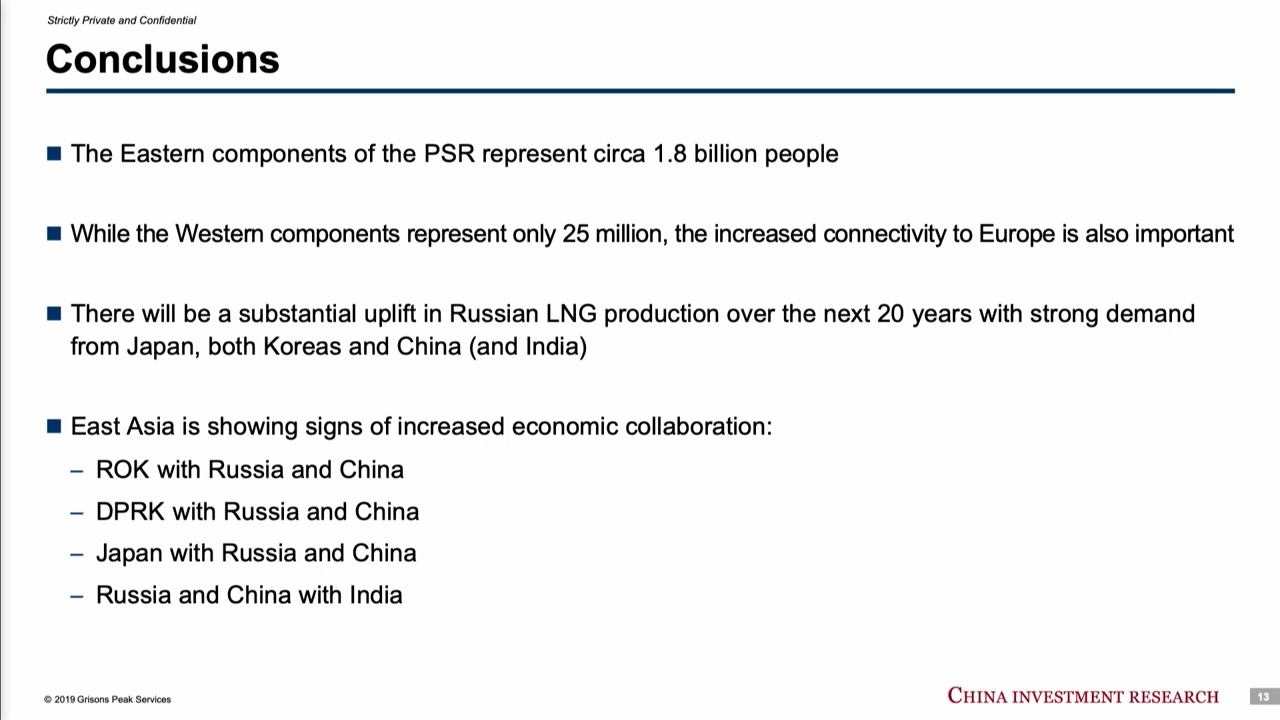 Strictly Private and Confidential
Conclusions
■ The Eastern components of the PSR represent circa 1.8 billion people
■ While the Western components represent only 25 million, the increased connectivity to Europe is also important
■ There will be a substantial uplift in Russian LNG production over the next 20 years with strong demand
from Japan, both Koreas and China (and India)
■ East Asia is showing signs of increased economic collaboration:
– ROK with Russia and China
– DPRK with Russia and China
– Japan with Russia and China
– Russia and China with India
© 2019 Grisons Peak Services
CHINA INVESTMENT RESEARCH
13